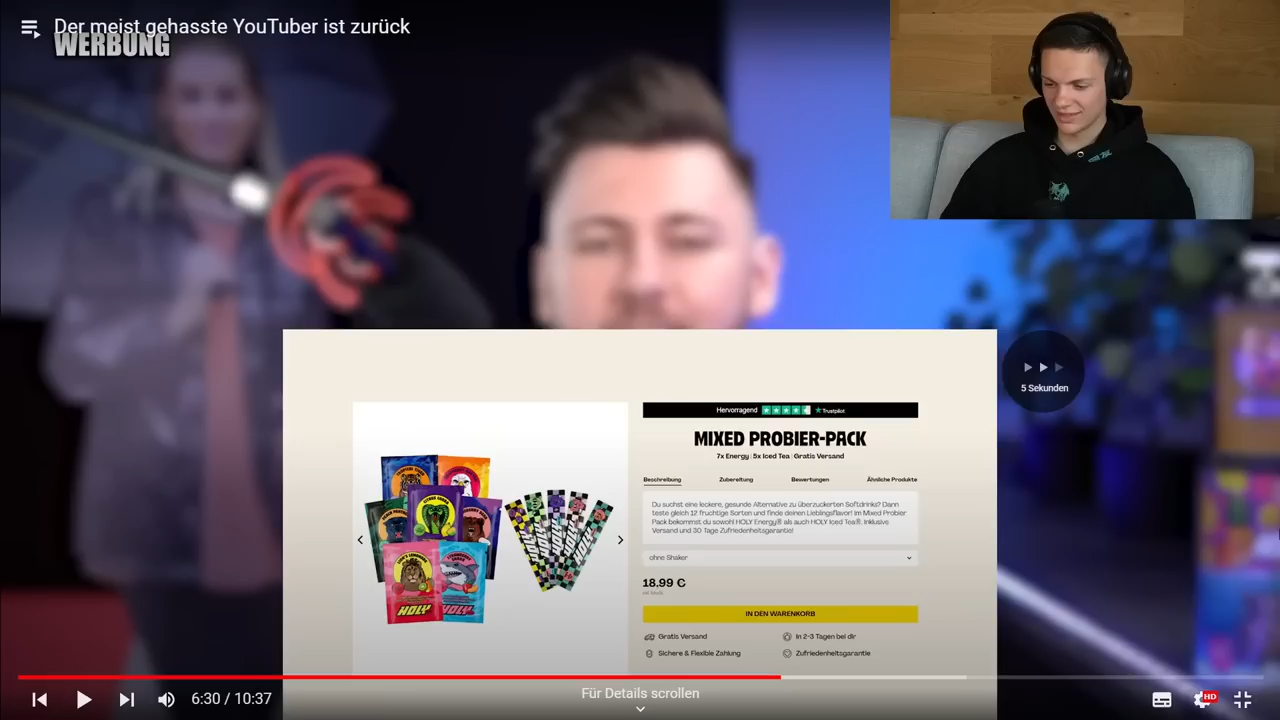 Der meist gehasste YouTuber ist zurück
WERBUNG
5 Sekunden
Hervorragend Trustpilot
MIXED PROBIER-PACK
7x Energy | 5x Iced Tea | Gratis Versand
Beschreibung Zubereitung Bewertungen Ähnliche Produkte
Du suchst eine leckere, gesunde Alternative zu überzuckerten Softdrinks? Dann
teste gleich 12 fruchtige Sorten und finde deinen Lieblingsflavor! Im Mixed Probier
Pack bekommst du sowohl HOLY Energy® als auch HOLY Iced Tea®. Inklusive
Versand und 30 Tage Zufriedenheitsgarantie!
ohne Shaker
18.99 €
IN DEN WARENKORB
Gratis Versand In 2-3 Tagen bei dir
Sichere & Flexible Zahlung Zufriedenheitsgarantie
HOLY HOLY
6:30 / 10:37
Für Details scrollen
HD